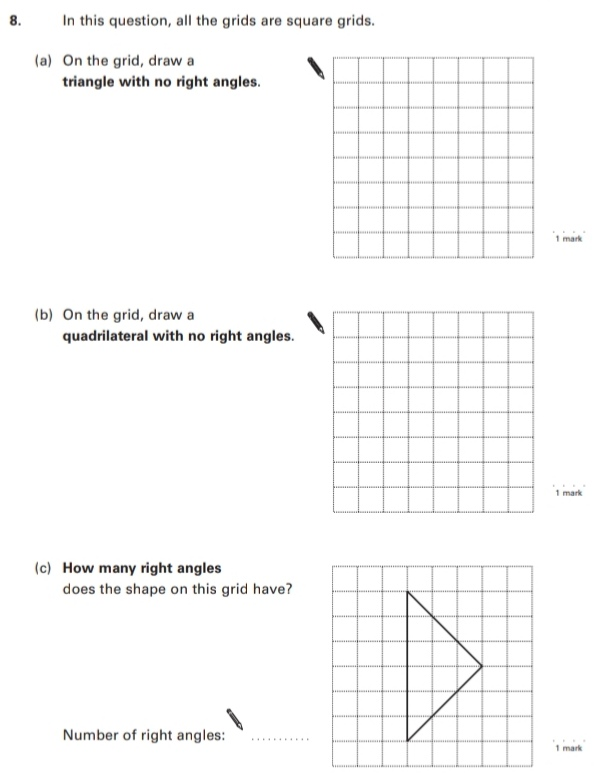 8. In this question, all the grids are square grids.
(a) On the grid, draw a
triangle with no right angles.
1 mark
(b) On the grid, draw a
quadrilateral with no right angles.
1 mark
(c) How many right angles
does the shape on this grid have?
Number of right angles: ...........
1 mark